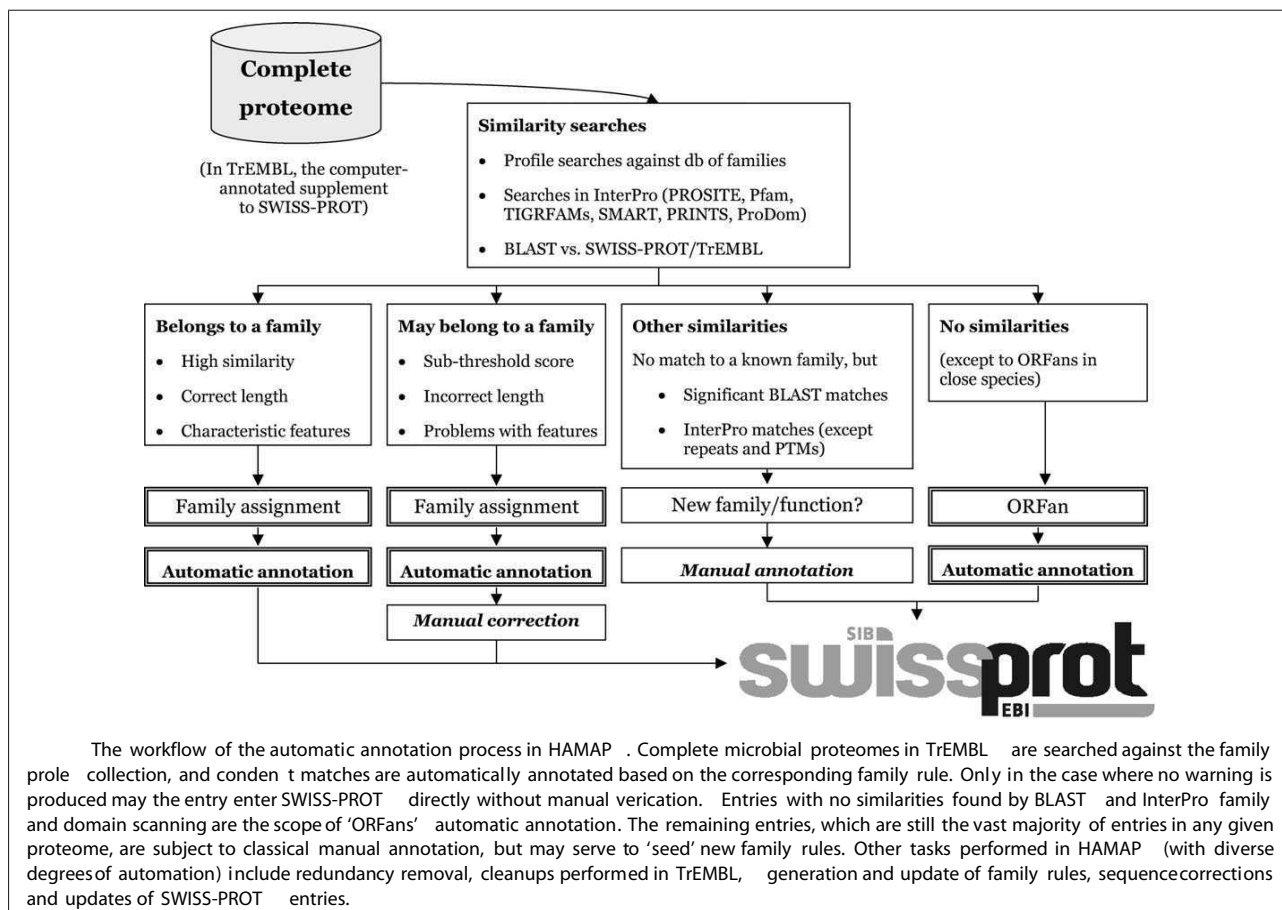 Complete
proteome
(In TrEMBL, the computer-
annotated supplement
to SWISS-PROT)
Similarity searches
• Profile searches against db of families
• Searches in InterPro (PROSITE, Pfam,
TIGRFAMs, SMART, PRINTS, ProDom)
• BLAST vs. SWISS-PROT/TrEMBL
Belongs to a family
• High similarity
• Correct length
• Characteristic features
Family assignment
Automatic annotation
May belong to a family
• Sub-threshold score
• Incorrect length
• Problems with features
Family assignment
Automatic annotation
Manual correction
Other similarities
No match to a known family, but
• Significant BLAST matches
• InterPro matches (except
repeats and PTMs)
New family/function?
Manual annotation
No similarities
(except to ORFans in
close species)
ORFan
Automatic annotation
SIB
swissprot
EBI
The workflow of the automatic annotation process in HAMAP . Complete microbial proteomes in TrEMBL are searched against the family
prole collection, and conden t matches are automatically annotated based on the corresponding family rule. Only in the case where no warning is
produced may the entry enter SWISS-PROT directly without manual verication. Entries with no similarities found by BLAST and InterPro family
and domain scanning are the scope of 'ORFans' automatic annotation. The remaining entries, which are still the vast majority of entries in any given
proteome, are subject to classical manual annotation, but may serve to 'seed' new family rules. Other tasks performed in HAMAP (with diverse
degrees of automation) include redundancy removal, cleanups performed in TrEMBL, generation and update of family rules, sequence corrections
and updates of SWISS-PROT entries.